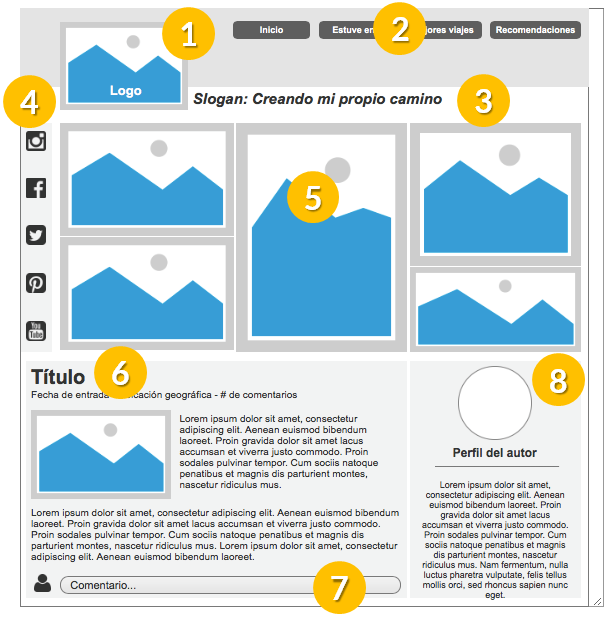 1
2
Inicio
Estuve en viajes
Recomendaciones
Logo
4
Slogan: Creando mi propio camino
3
5
Título
6
Fecha de entrada geográfica - # de comentarios
Lorem ipsum dolor sit amet, consectetur
adipiscing elit. Aenean euismod bibendum
laoreet. Proin gravida dolor sit amet lacus
accumsan et viverra justo commodo. Proin
sodales pulvinar tempor. Cum sociis natoque
penatibus et magnis dis parturient montes,
nascetur ridiculus mus.
Lorem ipsum dolor sit amet, consectetur adipiscing elit. Aenean euismod bibendum
laoreet. Proin gravida dolor sit amet lacus accumsan et viverra justo commodo.
Proin sodales pulvinar tempor. Cum sociis natoque penatibus et magnis dis
parturient montes, nascetur ridiculus mus. Lorem ipsum dolor sit amet, consectetur
adipiscing elit. Aenean euismod bibendum laoreet.
Comentario...
7
8
Perfil del autor
Lorem ipsum dolor sit amet,
consectetur adipiscing elit. Aenean
euismod bibendum laoreet. Proin
gravida dolor sit amet lacus
accumsan et viverra justo commodo.
Proin sodales pulvinar tempor. Cum
sociis natoque penatibus et magnis
dis parturient montes, nascetur
ridiculus mus. Nam fermentum, nulla
luctus pharetra vulputate, felis tellus
mollis orci, sed rhoncus sapien nunc
eget.
You
Tube